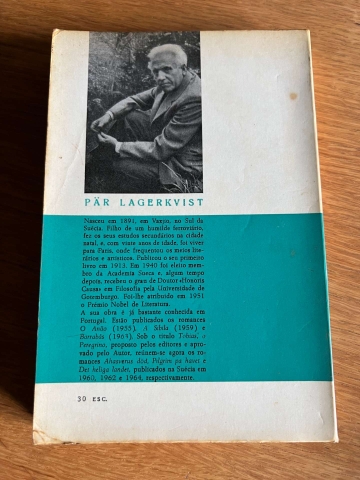 PÄR LAGERKVIST
Nasceu em 1891, em Vaxjo, no Sul da
Suécia. Filho de um humilde ferroviário,
fez os seus estudos secundários na cidade
natal, e, com vinte anos de idade, foi viver
para Paris, onde frequentou os meios literá-
rios e artísticos. Publicou o seu primeiro
livro em 1913. Em 1940 foi eleito mem-
bro da Academia Sueca e, algum tempo
depois, recebeu o grau de Doutor «Honoris
Causa» em Filosofia pela Universidade de
Gotemburgo. Foi-lhe atribuído em 1951
o Prémio Nobel de Literatura.
A sua obra é já bastante conhecida em
Portugal. Estão publicados os romances
O Anão (1955), A Sibila (1959) e
Barrabás (1963). Sob o título Tobias, o
Peregrino, proposto pelos editores e apro-
vado pelo Autor, reúnem-se agora os ro-
mances Ahasverus död, Pilgrim på havet e
Det heliga landet, publicados na Suécia em
1960, 1962 e 1964, respectivamente.
30 ESC.